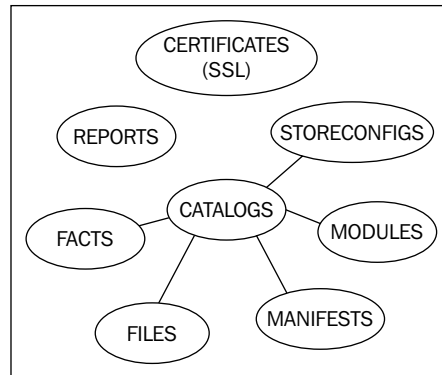 CERTIFICATES
(SSL)
REPORTS
STORECONFIGS
CATALOGS
FACTS
MODULES
FILES
MANIFESTS